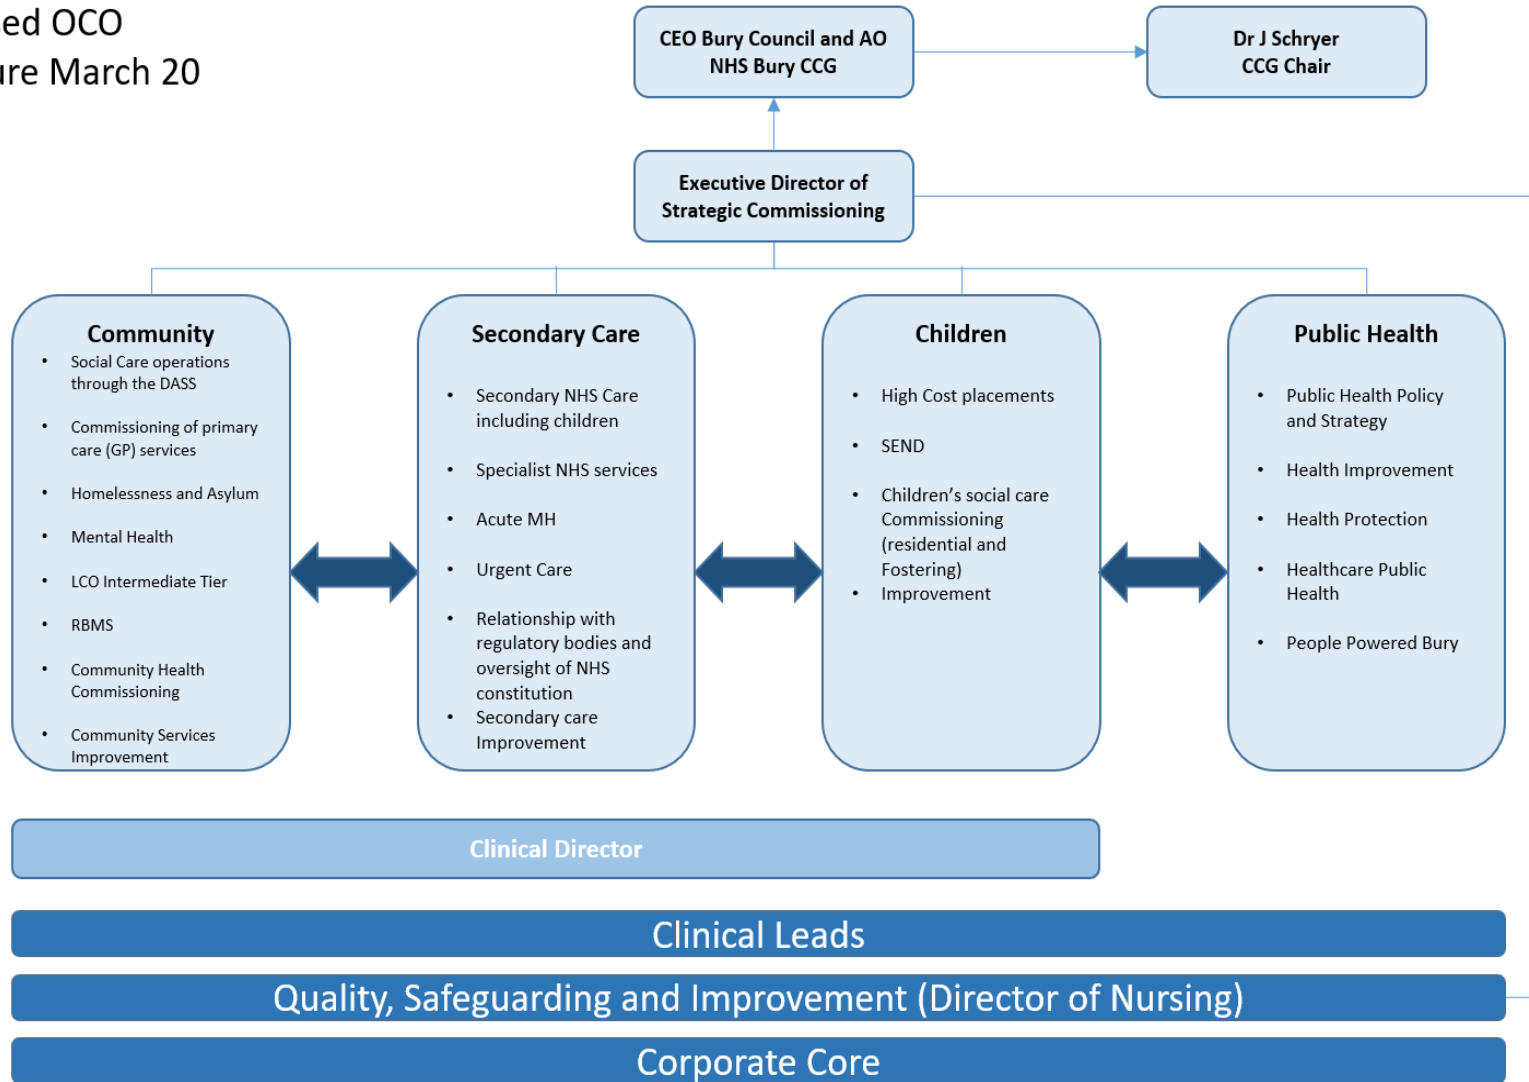 ed OCO
ure March 20
CEO Bury Council and AO
NHS Bury CCG
Dr J Schryer
CCG Chair
Executive Director of
Strategic Commissioning
Community
• Social Care operations
through the DASS
• Commissioning of primary
care (GP) services
• Homelessness and Asylum
• Mental Health
• LCO Intermediate Tier
• RBMS
• Community Health
Commissioning
• Community Services
Improvement
Secondary Care
• Secondary NHS Care
including children
• Specialist NHS services
• Acute MH
• Urgent Care
• Relationship with
regulatory bodies and
oversight of NHS
constitution
• Secondary care
Improvement
Children
• High Cost placements
• SEND
• Children’s social care
Commissioning
(residential and
Fostering)
• Improvement
Public Health
• Public Health Policy
and Strategy
• Health Improvement
• Health Protection
• Healthcare Public
Health
• People Powered Bury
Clinical Director
Clinical Leads
Quality, Safeguarding and Improvement (Director of Nursing)
Corporate Core